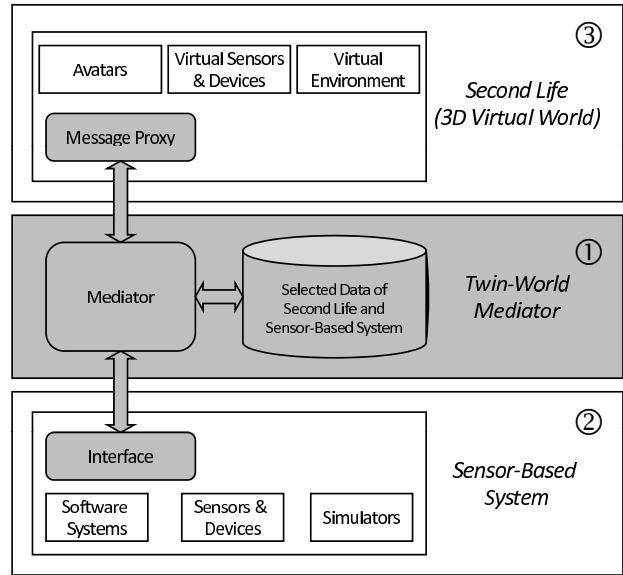 ③
Avatars
Virtual Sensors
& Devices
Virtual
Environment
Second Life
(3D Virtual World)
Message Proxy
①
Mediator
Selected Data of
Second Life and
Sensor-Based System
Twin-World
Mediator
②
Interface
Sensor-Based
System
Software
Systems
Sensors &
Devices
Simulators